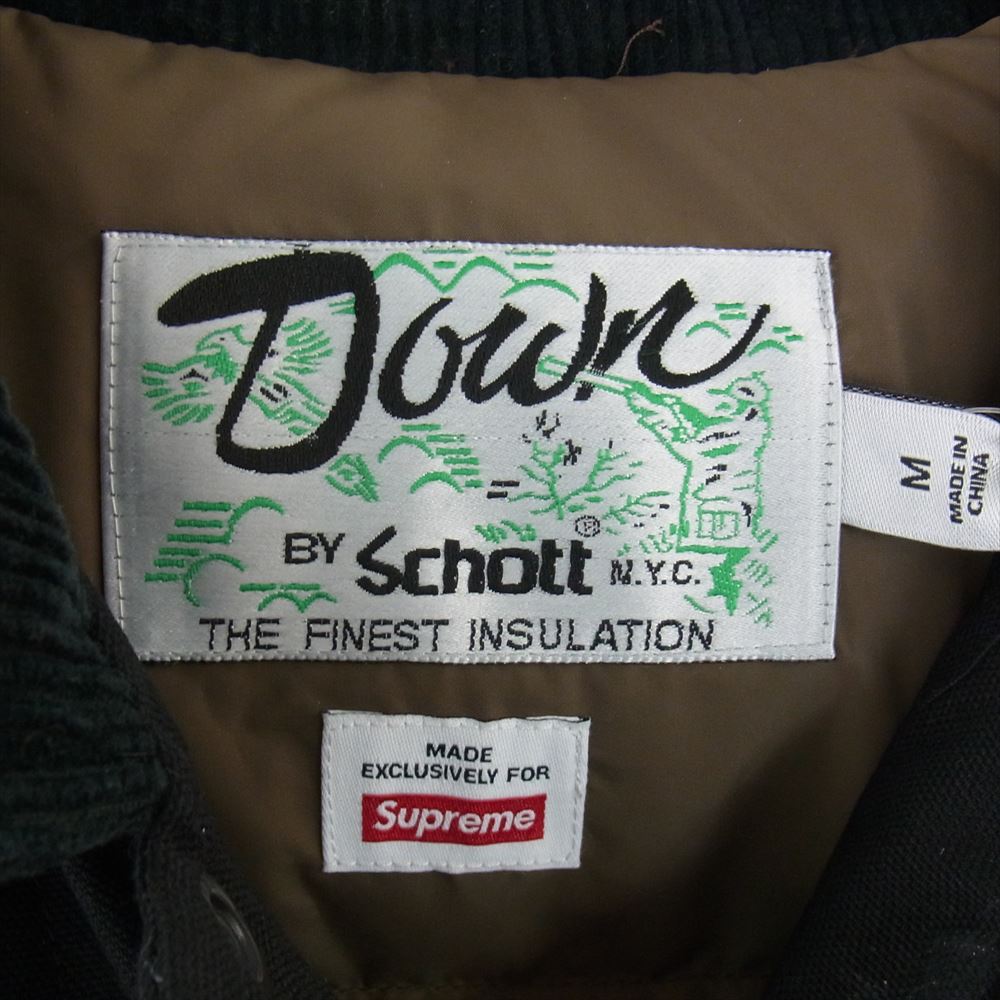 Down
BY Schott® N.Y.C.
THE FINEST INSULATION
M
MADE IN
CHINA
MADE
EXCLUSIVELY FOR
Supreme